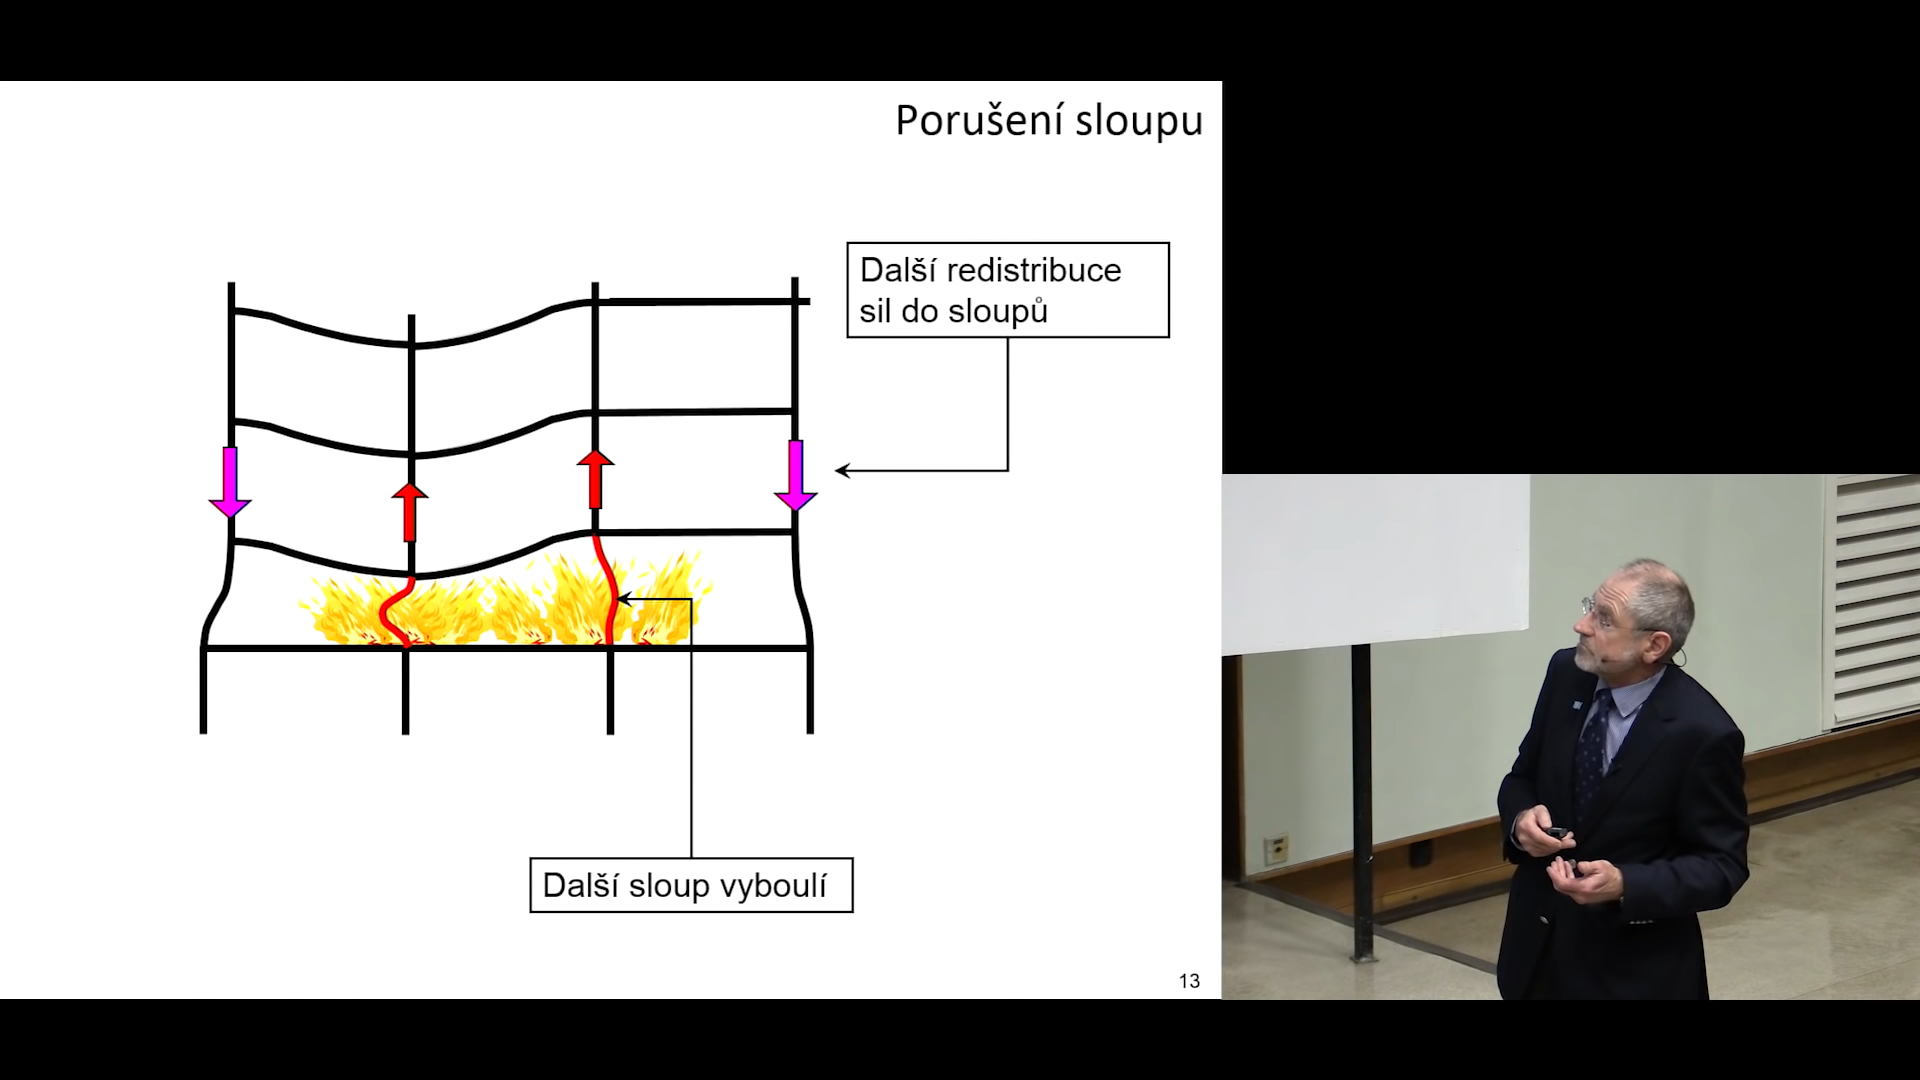 Porušení sloupu
Další redistribuce
sil do sloupů
Další sloup vyboulí
13